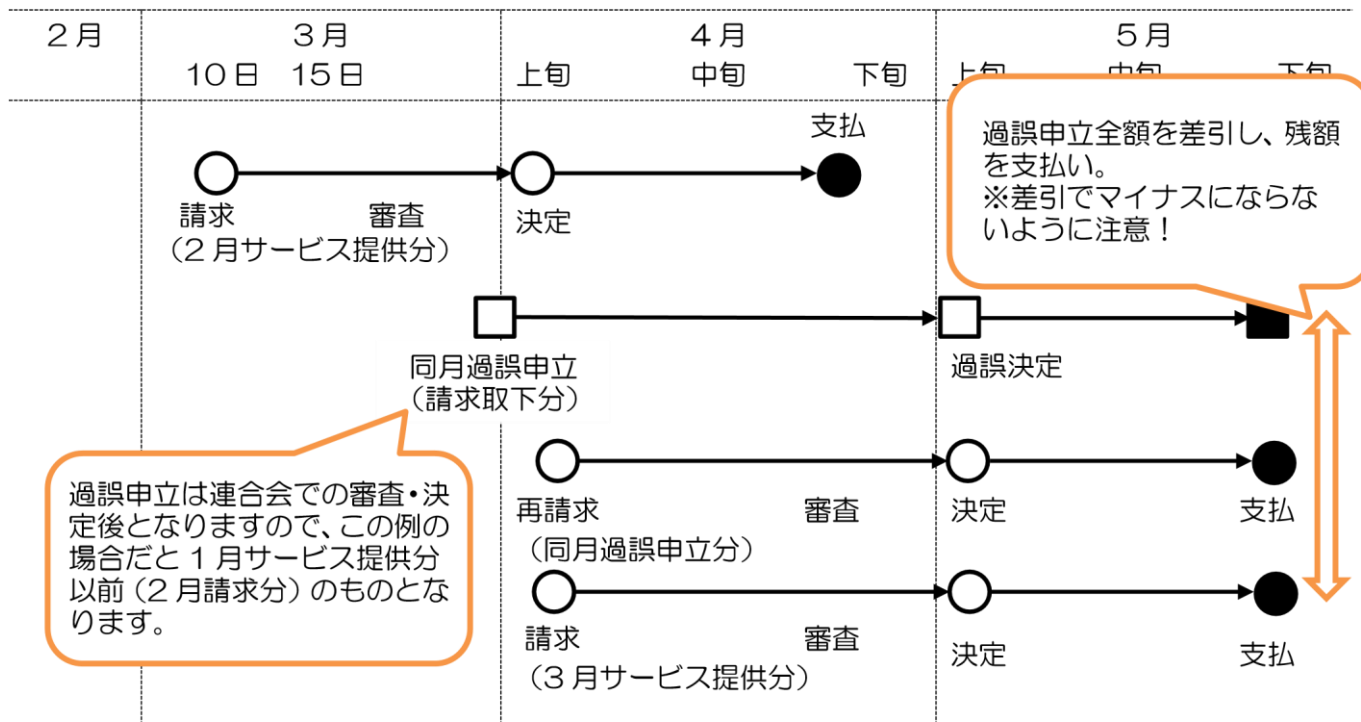 2月
3月
4月
5月
10日 15日
上旬 中旬 下旬
上旬 中旬 下旬
過誤申立全額を差引し、残額
を支払い。
※差引でマイナスにならな
いように注意！
支払
請求 審査 決定
（2月サービス提供分）
同月過誤申立
（請求取下分）
過誤決定
過誤申立は連合会での審査・決
定後となりますので、この例の
場合だと1月サービス提供分
以前（2月請求分）のものとな
ります。
再請求 審査 決定 支払
（同月過誤申立分）
請求 審査 決定 支払
（3月サービス提供分）